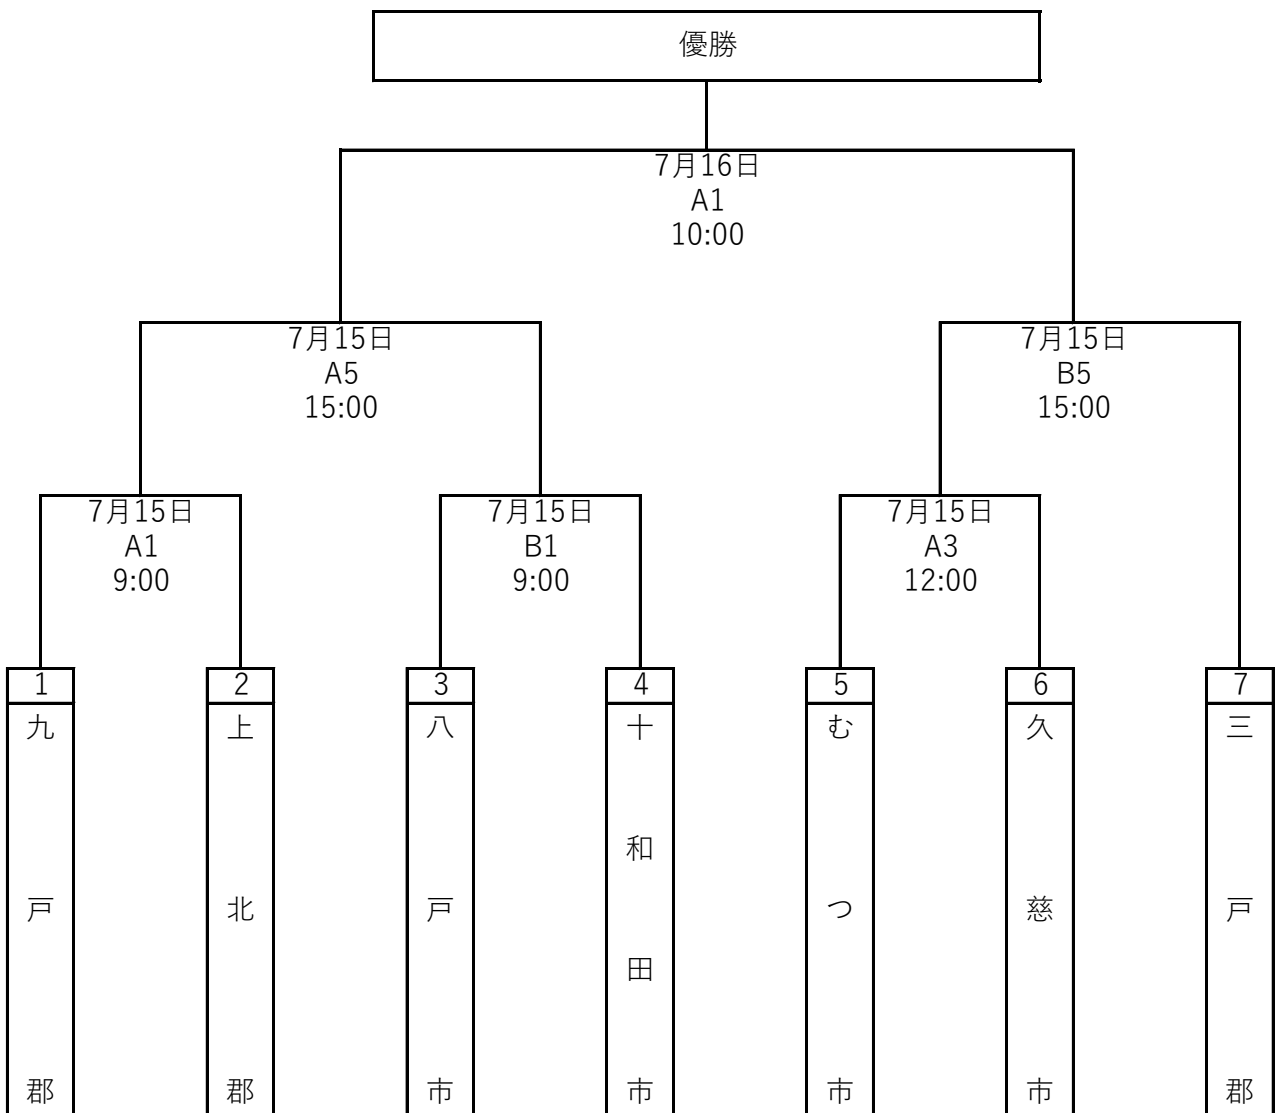 優勝
7月16日
A1
10:00
7月15日
A5
15:00
7月15日
B5
15:00
7月15日
A1
9:00
7月15日
B1
9:00
7月15日
A3
12:00
1
九戸郡
2
上北郡
3
八戸市
4
十和田市
5
むつ市
6
久慈市
7
三戸郡